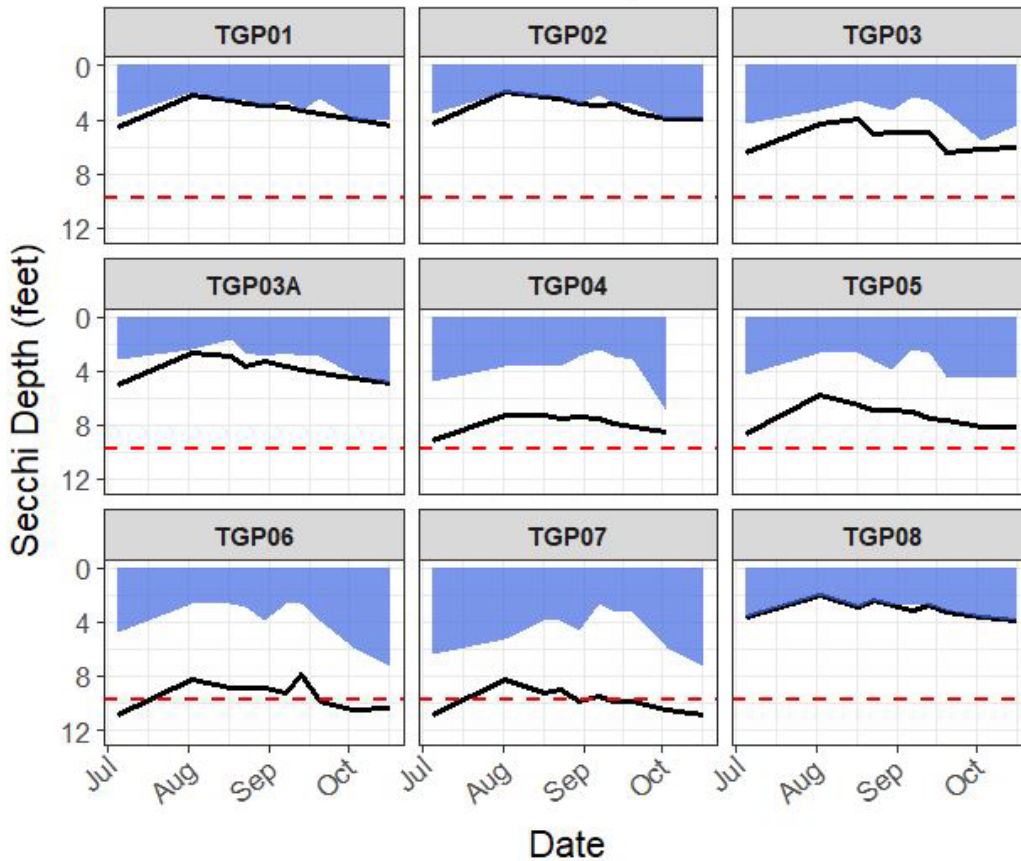 TGP01 TGP02 TGP03
0
4
8
12
TGP03A TGP04 TGP05
0
4
8
12
TGP06 TGP07 TGP08
0
4
8
12
Jul Aug Sep Oct Jul Aug Sep Oct Jul Aug Sep Oct
Secchi Depth (feet)
Date